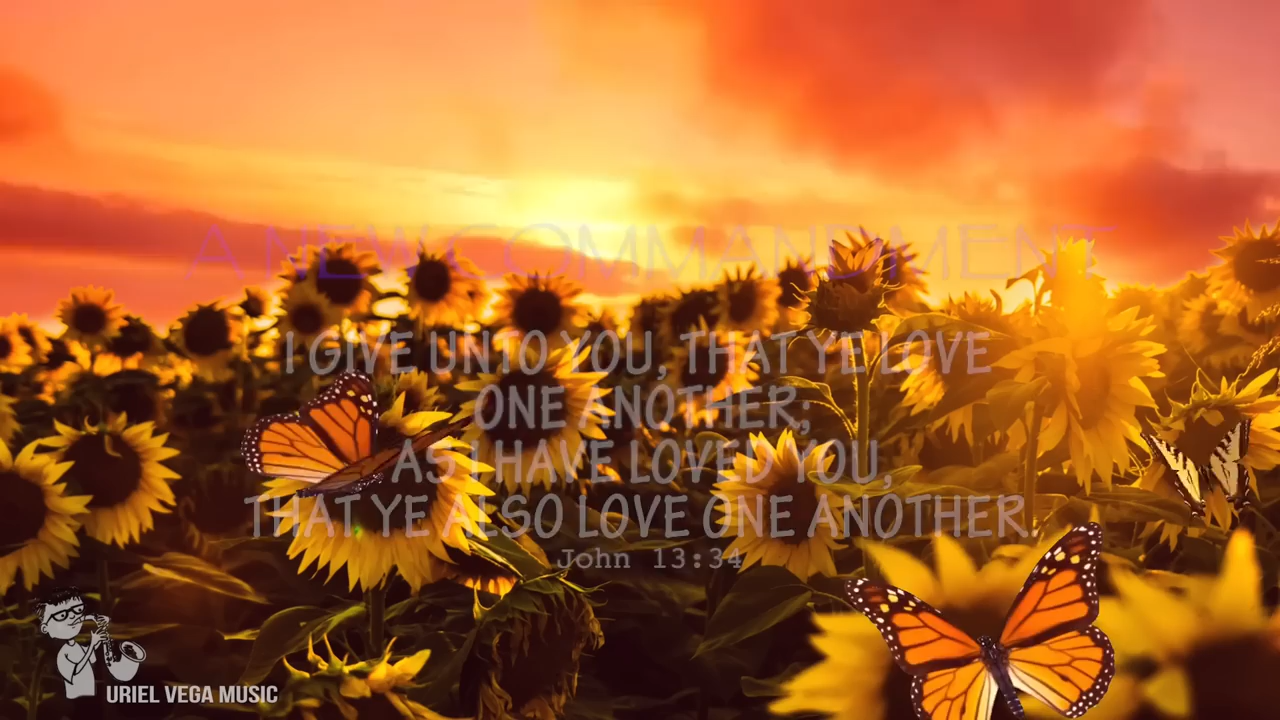 A NEW COMMANDMENT
I GIVE UNTO YOU, THAT YE LOVE
ONE ANOTHER;
AS I HAVE LOVED YOU,
THAT YE ALSO LOVE ONE ANOTHER.
John 13:34
URIEL VEGA MUSIC